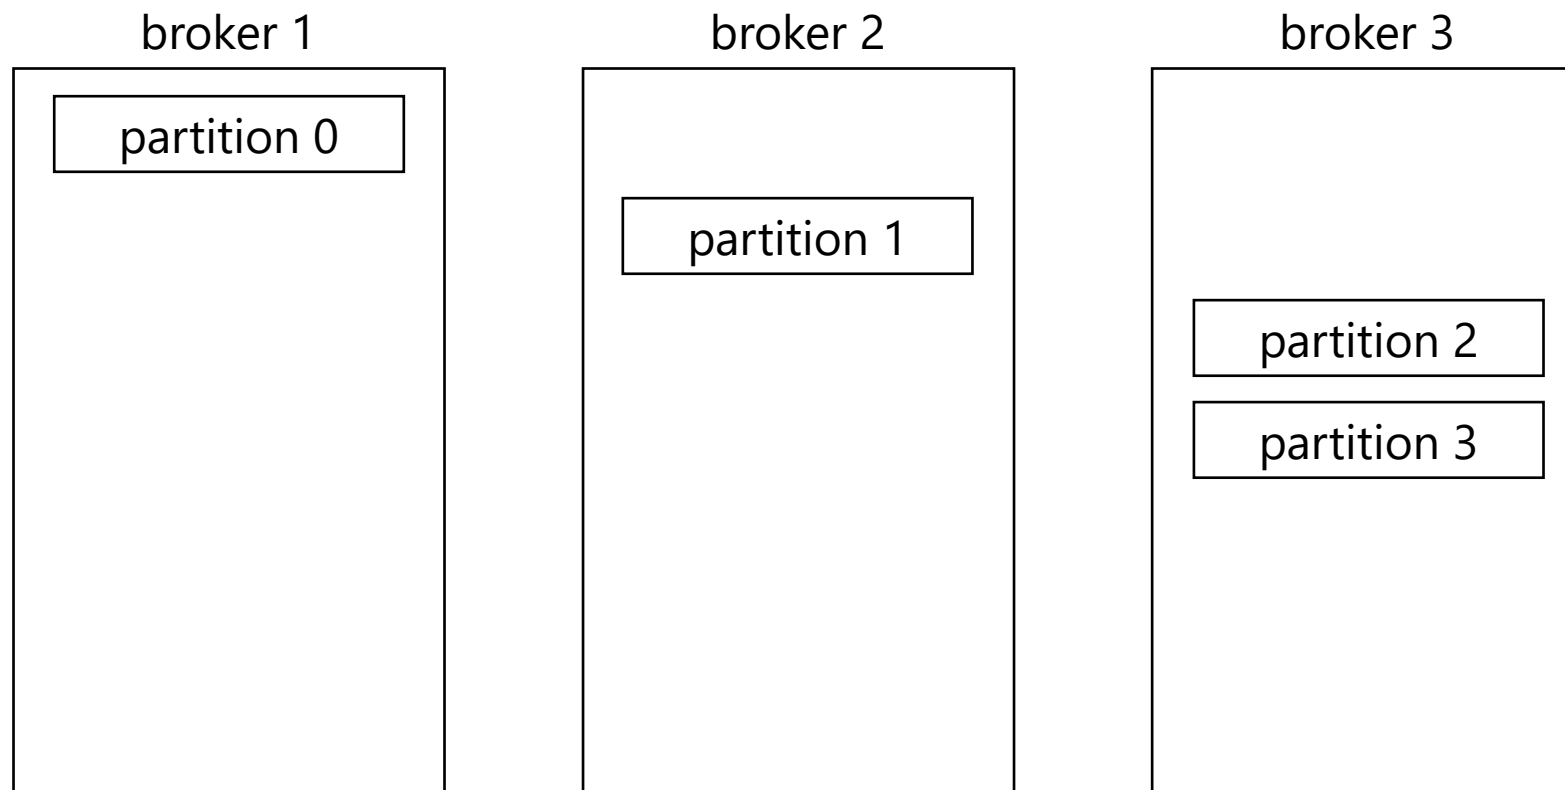 broker 1
partition 0
broker 2
partition 1
broker 3
partition 2
partition 3